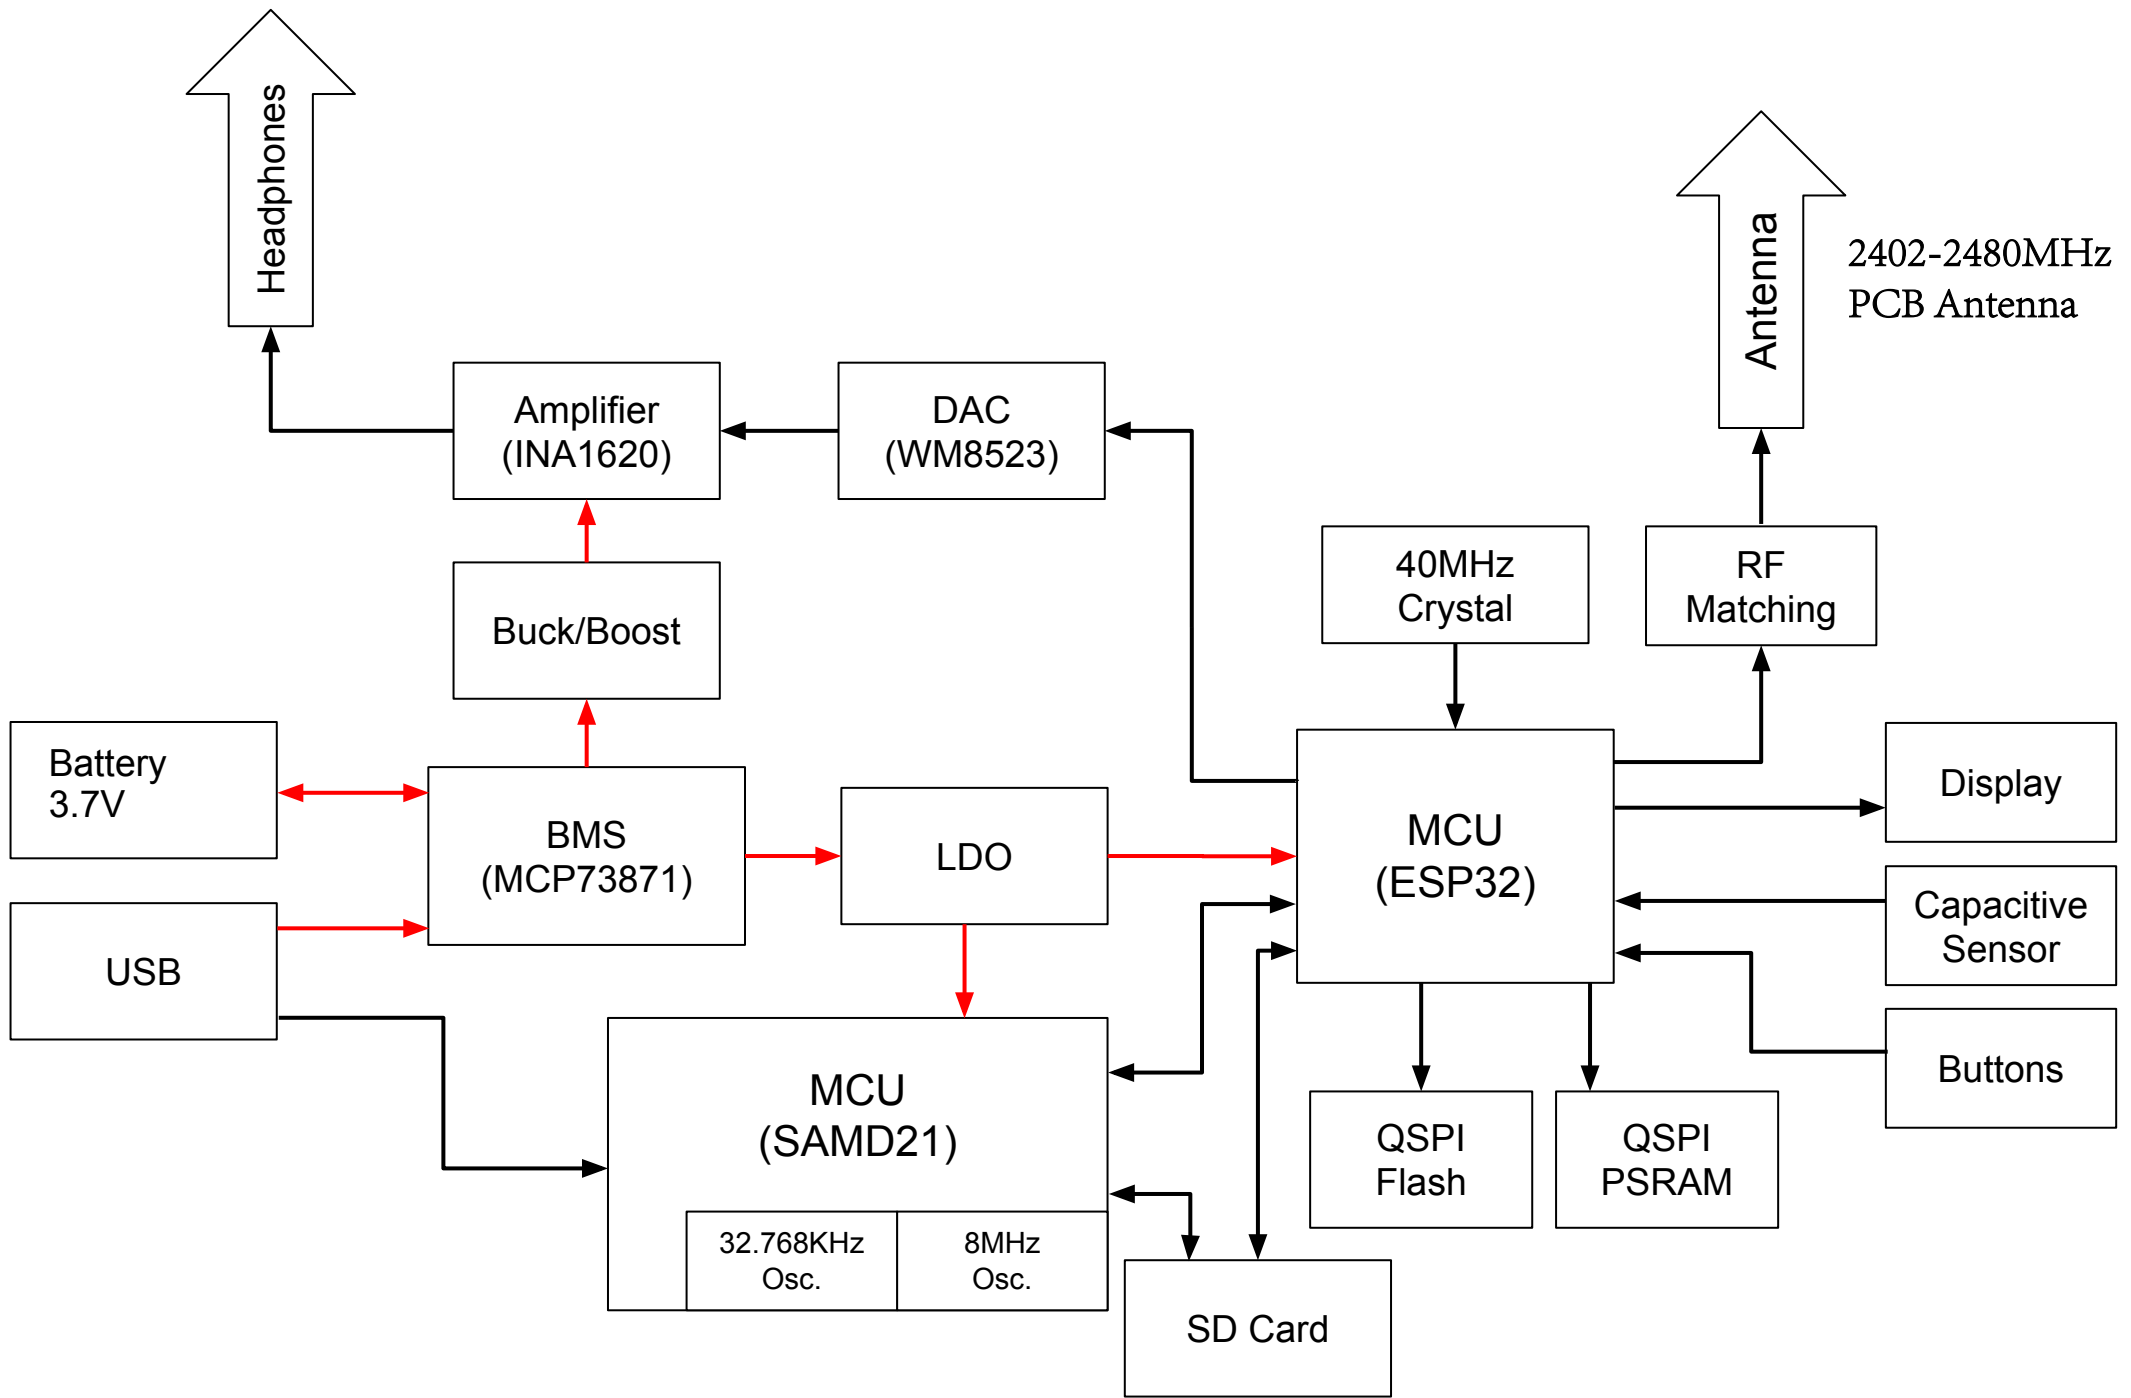 Headphones
Antenna
2402-2480MHz
PCB Antenna
Amplifier
(INA1620)
DAC
(WM8523)
40MHz
Crystal
RF
Matching
Buck/Boost
Battery
3.7V
BMS
(MCP73871)
LDO
MCU
(ESP32)
Display
Capacitive
Sensor
USB
Buttons
MCU
(SAMD21)
32.768KHz
Osc.
8MHz
Osc.
QSPI
Flash
QSPI
PSRAM
SD Card